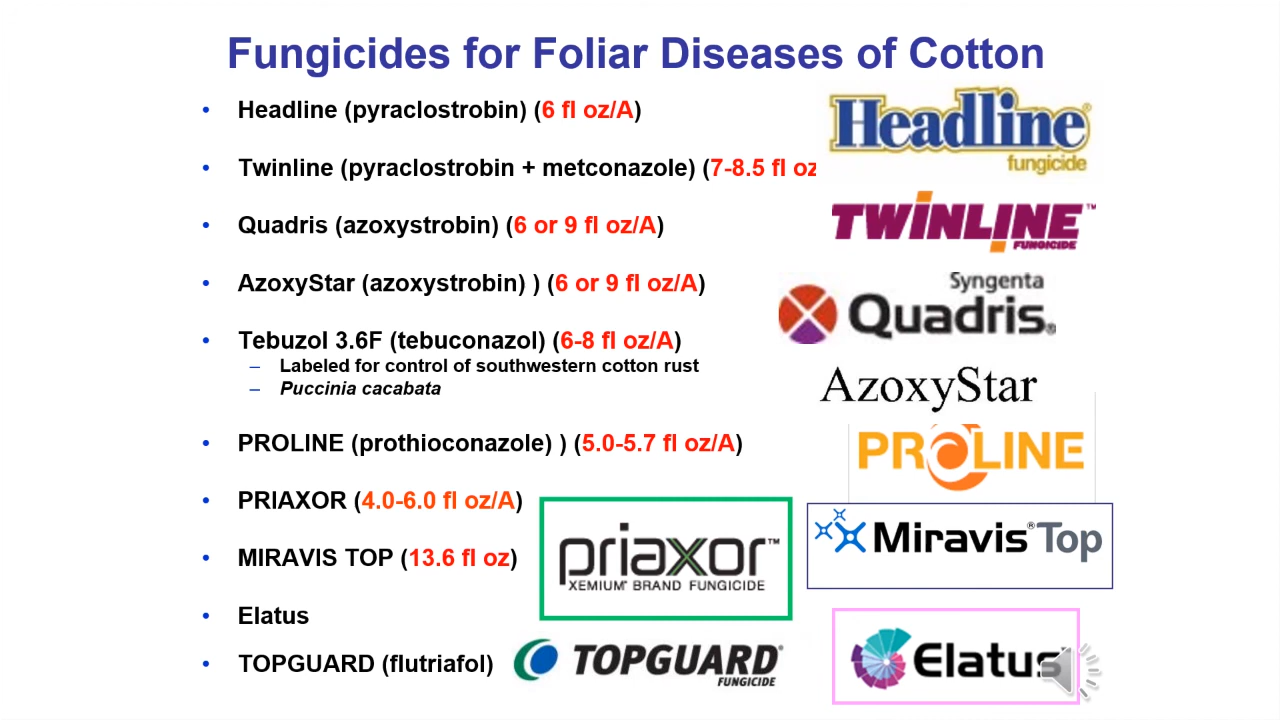 Fungicides for Foliar Diseases of Cotton
• Headline (pyraclostrobin) (6 fl oz/A)
• Twinline (pyraclostrobin + metconazole) (7-8.5 fl oz
• Quadris (azoxystrobin) (6 or 9 fl oz/A)
• AzoxyStar (azoxystrobin) ) (6 or 9 fl oz/A)
• Tebuzol 3.6F (tebuconazol) (6-8 fl oz/A)
– Labeled for control of southwestern cotton rust
– Puccinia cacabata
• PROLINE (prothioconazole) ) (5.0-5.7 fl oz/A)
• PRIAXOR (4.0-6.0 fl oz/A)
• MIRAVIS TOP (13.6 fl oz)
• Elatus
• TOPGUARD (flutriafol)
Headline®
fungicide
TWINLINE™
FUNGICIDE
Syngenta
Quadris®
AzoxyStar
PROLINE
priaxor™
XEMIUM® BRAND FUNGICIDE
Miravis® Top
TOPGUARD®
FUNGICIDE
Elatus